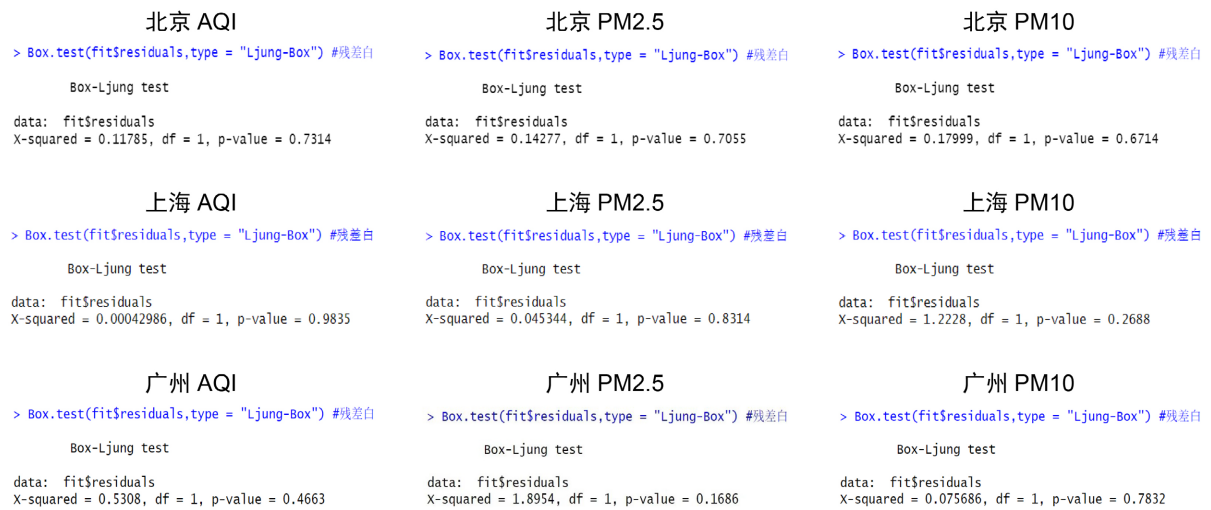 北京 AQI
> Box.test(fit$residuals,type = "Ljung-Box") #残差白
Box-Ljung test
data: fit$residuals
X-squared = 0.11785, df = 1, p-value = 0.7314
北京 PM2.5
> Box.test(fit$residuals,type = "Ljung-Box") #残差白
Box-Ljung test
data: fit$residuals
X-squared = 0.14277, df = 1, p-value = 0.7055
北京 PM10
> Box.test(fit$residuals,type = "Ljung-Box") #残差白
Box-Ljung test
data: fit$residuals
X-squared = 0.17999, df = 1, p-value = 0.6714
上海 AQI
> Box.test(fit$residuals,type = "Ljung-Box") #残差白
Box-Ljung test
data: fit$residuals
X-squared = 0.00042986, df = 1, p-value = 0.9835
上海 PM2.5
> Box.test(fit$residuals,type = "Ljung-Box") #残差白
Box-Ljung test
data: fit$residuals
X-squared = 0.045344, df = 1, p-value = 0.8314
上海 PM10
> Box.test(fit$residuals,type = "Ljung-Box") #残差白
Box-Ljung test
data: fit$residuals
X-squared = 1.2228, df = 1, p-value = 0.2688
广州 AQI
> Box.test(fit$residuals,type = "Ljung-Box") #残差白
Box-Ljung test
data: fit$residuals
X-squared = 0.5308, df = 1, p-value = 0.4663
广州 PM2.5
> Box.test(fit$residuals,type = "Ljung-Box") #残差白
Box-Ljung test
data: fit$residuals
X-squared = 1.8954, df = 1, p-value = 0.1686
广州 PM10
> Box.test(fit$residuals,type = "Ljung-Box") #残差白
Box-Ljung test
data: fit$residuals
X-squared = 0.075686, df = 1, p-value = 0.7832